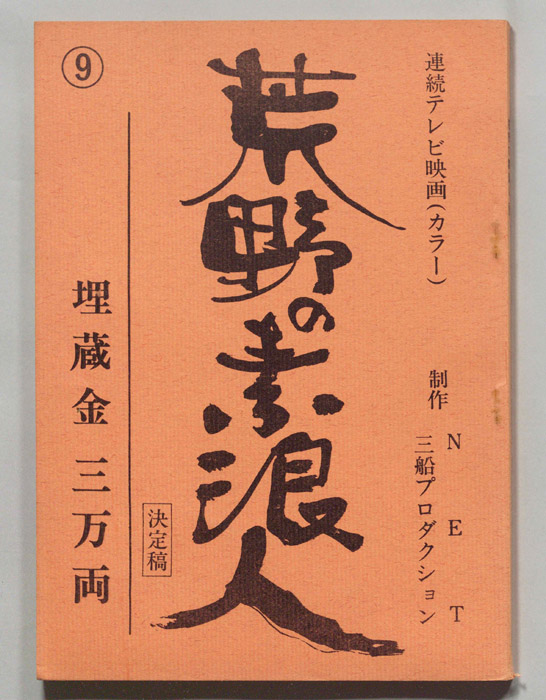 連続テレビ映画(カラー)
制作
NET
三船プロダクション
荒野の素浪人
決定稿
⑨
埋蔵金 三万両